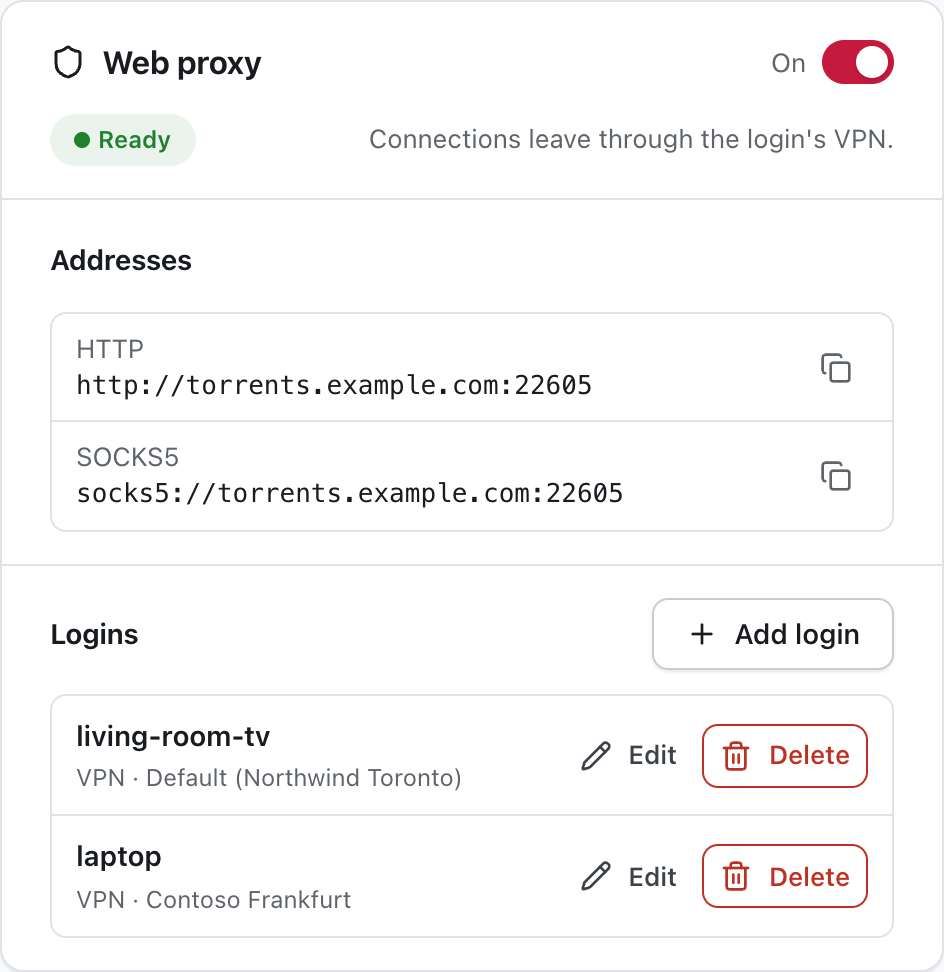 Web proxy
On
Ready
Connections leave through the login's VPN.
Addresses
HTTP
http://torrents.example.com:22605
SOCKS5
socks5://torrents.example.com:22605
Logins
Add login
living-room-tv
VPN · Default (Northwind Toronto)
Edit
Delete
laptop
VPN · Contoso Frankfurt
Edit
Delete